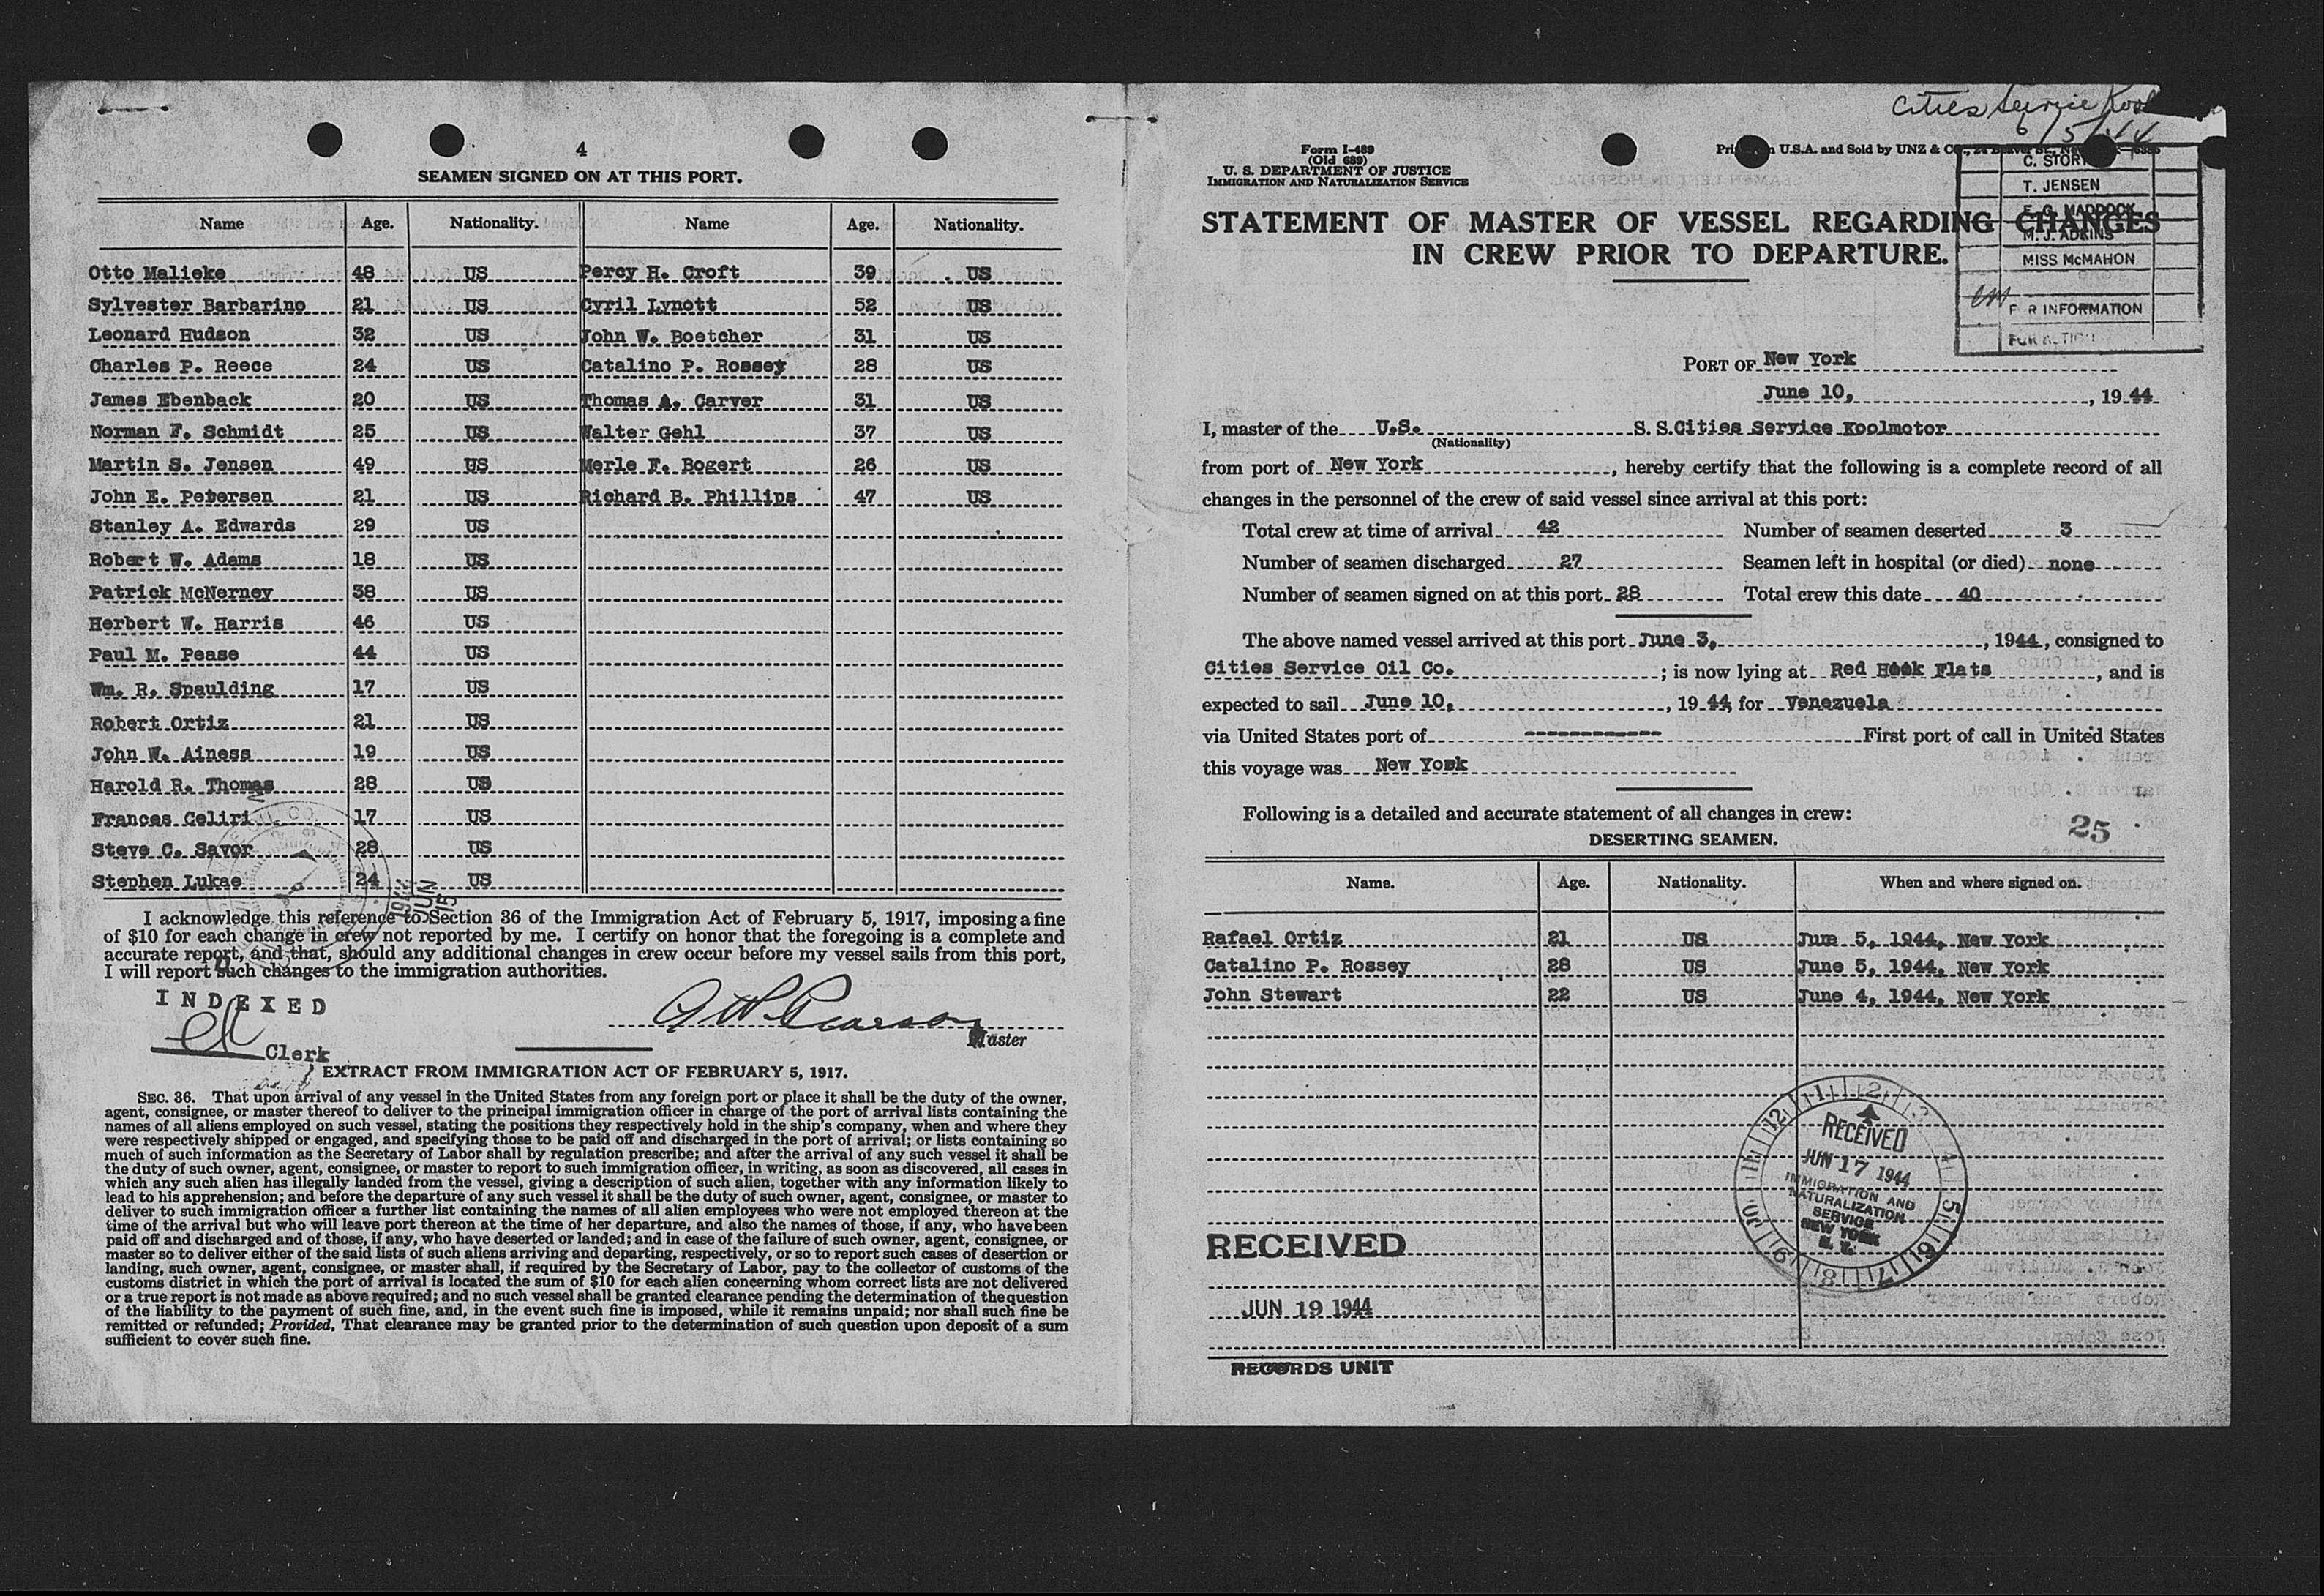 4
SEAMEN SIGNED ON AT THIS PORT.
Name Age. Nationality. Name Age. Nationality.
Otto Malieke 48 US Percy H. Croft 39 US
Sylvester Barbarino 21 US Cyril Lynott 52 US
Leonard Hudson 32 US John W. Boetcher 31 US
Charles P. Reece 24 US Catalino P. Rossey 28 US
James Ebenback 20 US Thomas A. Carver 31 US
Norman F. Schmidt 25 US Walter Gehl 37 US
Martin S. Jensen 49 US Merle F. Bogert 26 US
John E. Petersen 21 US Richard B. Phillips 47 US
Stanley A. Edwards 29 US
Robert W. Adams 18 US
Patrick McNerney 38 US
Herbert W. Harris 46 US
Paul M. Pease 44 US
Wm. R. Spaulding 17 US
Robert Ortiz 21 US
John W. Ainess 19 US
Harold R. Thomas 28 US
Frances Celiri 17 US
Steve C. Savor 28 US
Stephen Lukae 24 US
I acknowledge this reference to Section 36 of the Immigration Act of February 5, 1917, imposing a fine
of $10 for each change in crew not reported by me. I certify on honor that the foregoing is a complete and
accurate report, and that, should any additional changes in crew occur before my vessel sails from this port,
I will report such changes to the immigration authorities.
INDEXED
Clerk
Pearson
Master
EXTRACT FROM IMMIGRATION ACT OF FEBRUARY 5, 1917.
SEC. 36. That upon arrival of any vessel in the United States from any foreign port or place it shall be the duty of the owner,
agent, consignee, or master thereof to deliver to the principal immigration officer in charge of the port of arrival lists containing the
names of all aliens employed on such vessel, stating the positions they respectively hold in the ship's company, when and where they
were respectively shipped or engaged, and specifying those to be paid off and discharged in the port of arrival; or lists containing so
much of such information as the Secretary of Labor shall by regulation prescribe; and after the arrival of any such vessel it shall be
the duty of such owner, agent, consignee, or master to report to such immigration officer, in writing, as soon as discovered, all cases in
which any such alien has illegally landed from the vessel, giving a description of such alien, together with any information likely to
lead to his apprehension; and before the departure of any such vessel it shall be the duty of such owner, agent, consignee, or master to
deliver to such immigration officer a further list containing the names of all alien employees who were not employed thereon at the
time of the arrival but who will leave port thereon at the time of her departure, and also the names of those, if any, who have been
paid off and discharged and of those, if any, who have deserted or landed; and in case of the failure of such owner, agent, consignee, or
master so to deliver either of the said lists of such aliens arriving and departing, respectively, or so to report such cases of desertion or
landing, such owner, agent, consignee, or master shall, if required by the Secretary of Labor, pay to the collector of customs of the
customs district in which the port of arrival is located the sum of $10 for each alien concerning whom correct lists are not delivered
or a true report is not made as above required; and no such vessel shall be granted clearance pending the determination of the question
of the liability to the payment of such fine, and, in the event such fine is imposed, while it remains unpaid; nor shall such fine be
remitted or refunded; Provided, That clearance may be granted prior to the determination of such question upon deposit of a sum
sufficient to cover such fine.
Cities Service Kool
6/5/44
Form I-489
(Old 689)
U. S. DEPARTMENT OF JUSTICE
IMMIGRATION AND NATURALIZATION SERVICE
U.S.A. and Sold by UNZ & Co.
C. STORY
T. JENSEN
E. G. MADDOCK
M. J. ADKINS
MISS McMAHON
FOR INFORMATION
FOR ACTION
STATEMENT OF MASTER OF VESSEL REGARDING CHANGES
IN CREW PRIOR TO DEPARTURE.
PORT OF New York
June 10, , 1944
I, master of the U.S. S. S. Cities Service Koolmotor
(Nationality)
from port of New York , hereby certify that the following is a complete record of all
changes in the personnel of the crew of said vessel since arrival at this port:
Total crew at time of arrival 42 Number of seamen deserted 3
Number of seamen discharged 27 Seamen left in hospital (or died) none
Number of seamen signed on at this port 28 Total crew this date 40
The above named vessel arrived at this port June 3, , 1944, consigned to
Cities Service Oil Co. ; is now lying at Red Hook Flats , and is
expected to sail June 10, , 1944, for Venezuela
via United States port of ------------ First port of call in United States
this voyage was New York
Following is a detailed and accurate statement of all changes in crew:
25
DESERTING SEAMEN.
Name. Age. Nationality. When and where signed on.
Rafael Ortiz 21 US June 5, 1944, New York
Catalino P. Rossey 28 US June 5, 1944, New York
John Stewart 22 US June 4, 1944, New York
RECEIVED
JUN 17 1944
IMMIGRATION AND
NATURALIZATION
SERVICE
NEW YORK
N. Y.
RECEIVED
JUN 19 1944
RECORDS UNIT